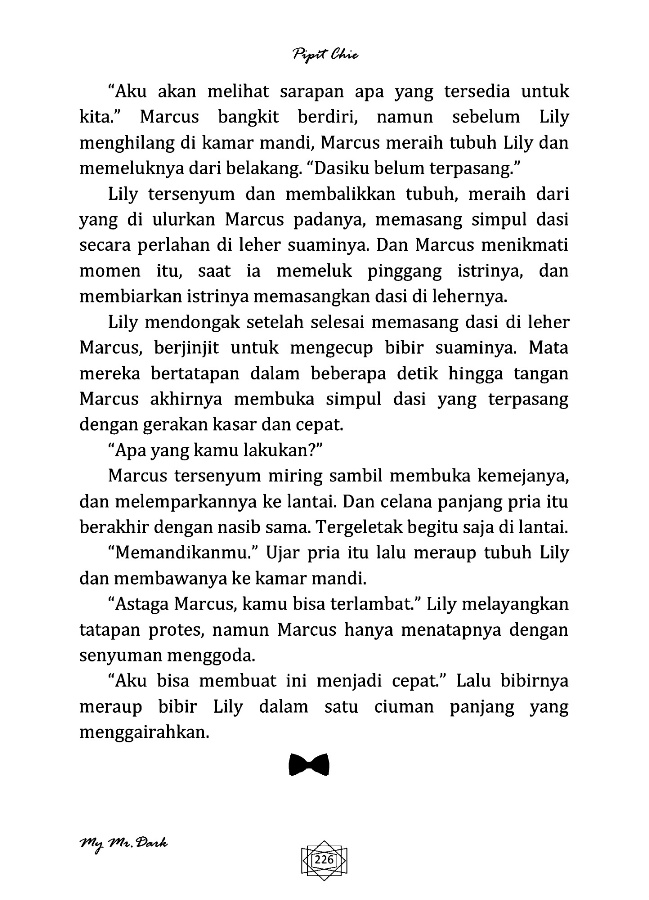 Pipit Chie
“Aku akan melihat sarapan apa yang tersedia untuk
kita.” Marcus bangkit berdiri, namun sebelum Lily
menghilang di kamar mandi, Marcus meraih tubuh Lily dan
memeluknya dari belakang. “Dasiku belum terpasang.”
Lily tersenyum dan membalikkan tubuh, meraih dari
yang di ulurkan Marcus padanya, memasang simpul dasi
secara perlahan di leher suaminya. Dan Marcus menikmati
momen itu, saat ia memeluk pinggang istrinya, dan
membiarkan istrinya memasangkan dasi di lehernya.
Lily mendongak setelah selesai memasang dasi di leher
Marcus, berjinjit untuk mengecup bibir suaminya. Mata
mereka bertatapan dalam beberapa detik hingga tangan
Marcus akhirnya membuka simpul dasi yang terpasang
dengan gerakan kasar dan cepat.
“Apa yang kamu lakukan?”
Marcus tersenyum miring sambil membuka kemejanya,
dan melemparkannya ke lantai. Dan celana panjang pria itu
berakhir dengan nasib sama. Tergeletak begitu saja di lantai.
“Memandikanmu.” Ujar pria itu lalu meraup tubuh Lily
dan membawanya ke kamar mandi.
“Astaga Marcus, kamu bisa terlambat.” Lily melayangkan
tatapan protes, namun Marcus hanya menatapnya dengan
senyuman menggoda.
“Aku bisa membuat ini menjadi cepat.” Lalu bibirnya
meraup bibir Lily dalam satu ciuman panjang yang
menggairahkan.
My Mr. Dark
226